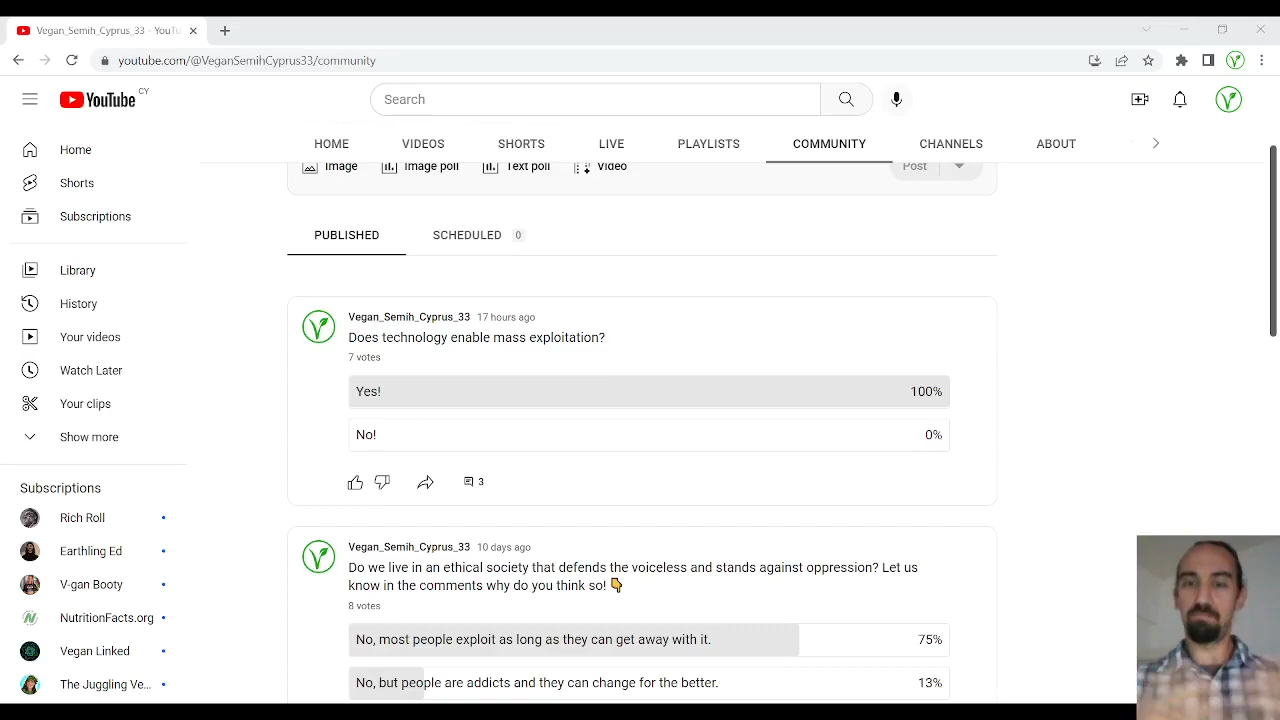 Vegan_Semih_Cyprus_33 - YouTu
youtube.com/@VeganSemihCyprus33/community
YouTube CY
Search
HOME VIDEOS SHORTS LIVE PLAYLISTS COMMUNITY CHANNELS ABOUT
Image Image poll Text poll Video Post
PUBLISHED SCHEDULED 0
Home
Shorts
Subscriptions
Library
History
Your videos
Watch Later
Your clips
Show more
Subscriptions
Rich Roll
Earthling Ed
V-gan Booty
NutritionFacts.org
Vegan Linked
The Juggling Ve...
Vegan_Semih_Cyprus_33 17 hours ago
Does technology enable mass exploitation?
7 votes
Yes! 100%
No! 0%
3
Vegan_Semih_Cyprus_33 10 days ago
Do we live in an ethical society that defends the voiceless and stands against oppression? Let us
know in the comments why do you think so! 👇
8 votes
No, most people exploit as long as they can get away with it. 75%
No, but people are addicts and they can change for the better. 13%